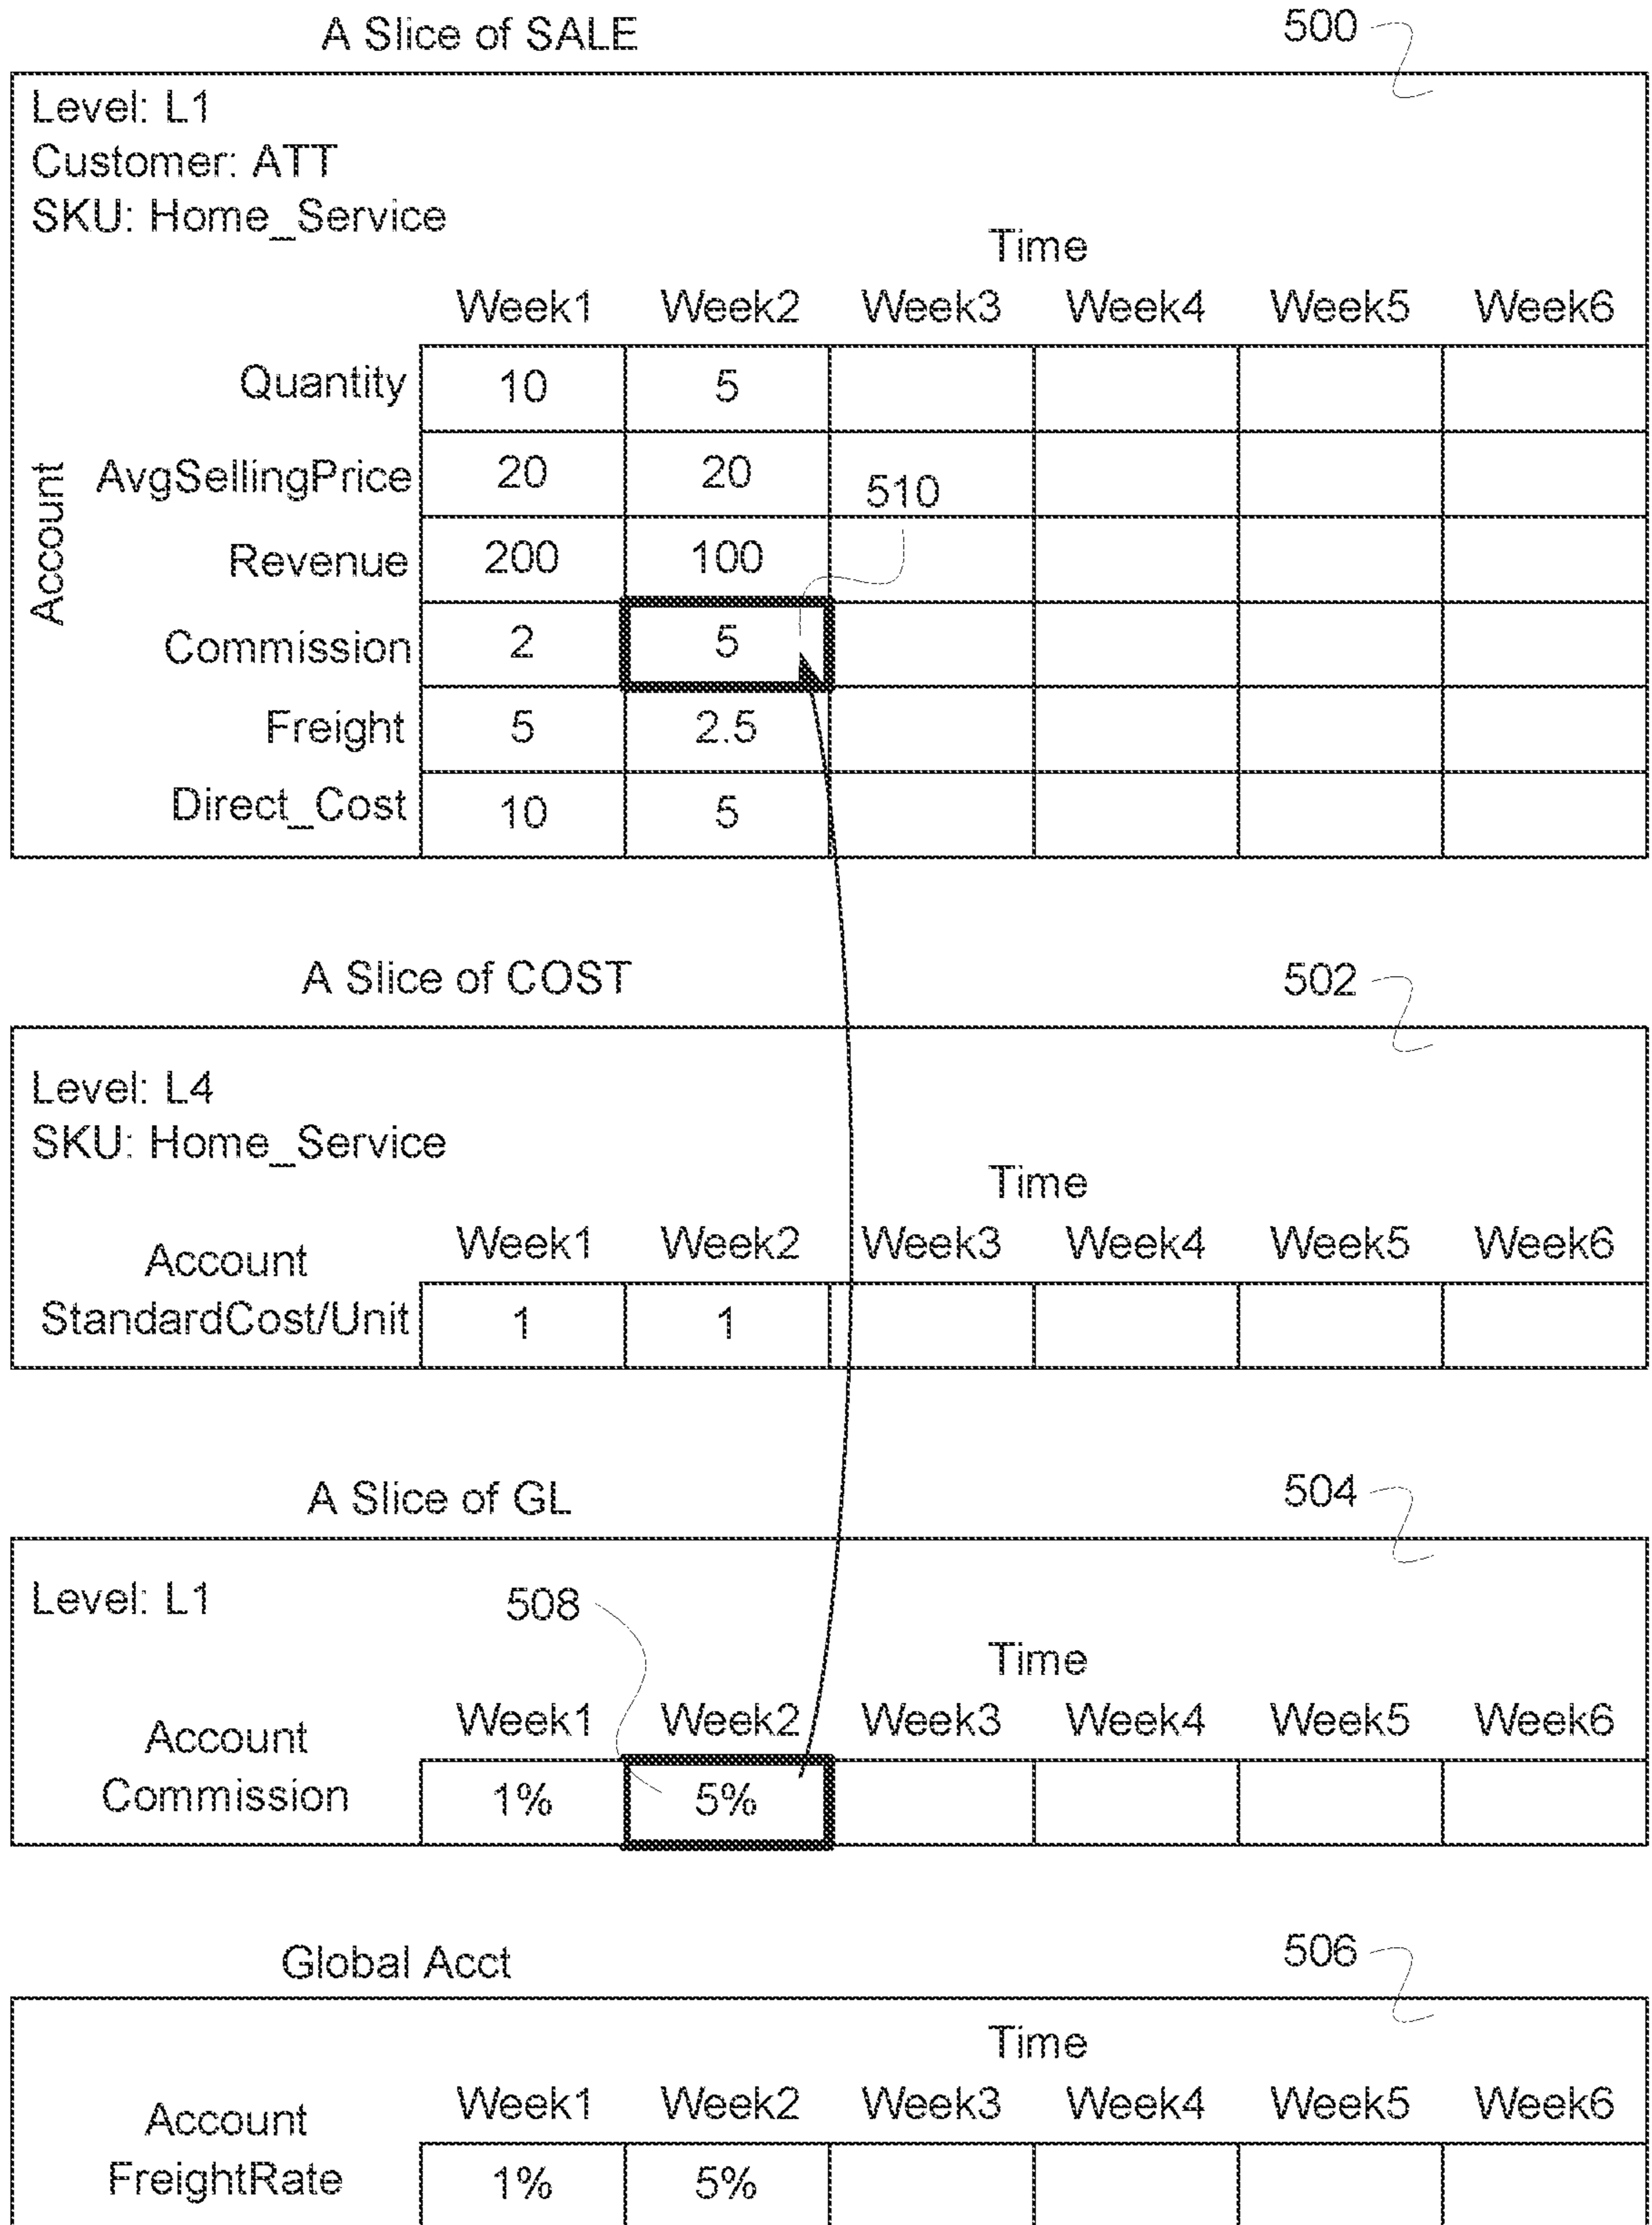 A Slice of SALE 500
Level: L1
Customer: ATT
SKU: Home_Service
Time
Week1 Week2 Week3 Week4 Week5 Week6
Account
Quantity 10 5
AvgSellingPrice 20 20 510
Revenue 200 100
Commission 2 5
Freight 5 2.5
Direct_Cost 10 5
A Slice of COST 502
Level: L4
SKU: Home_Service
Time
Account Week1 Week2 Week3 Week4 Week5 Week6
StandardCost/Unit 1 1
A Slice of GL 504
Level: L1 508
Time
Account Week1 Week2 Week3 Week4 Week5 Week6
Commission 1% 5%
Global Acct 506
Time
Account Week1 Week2 Week3 Week4 Week5 Week6
FreightRate 1% 5%